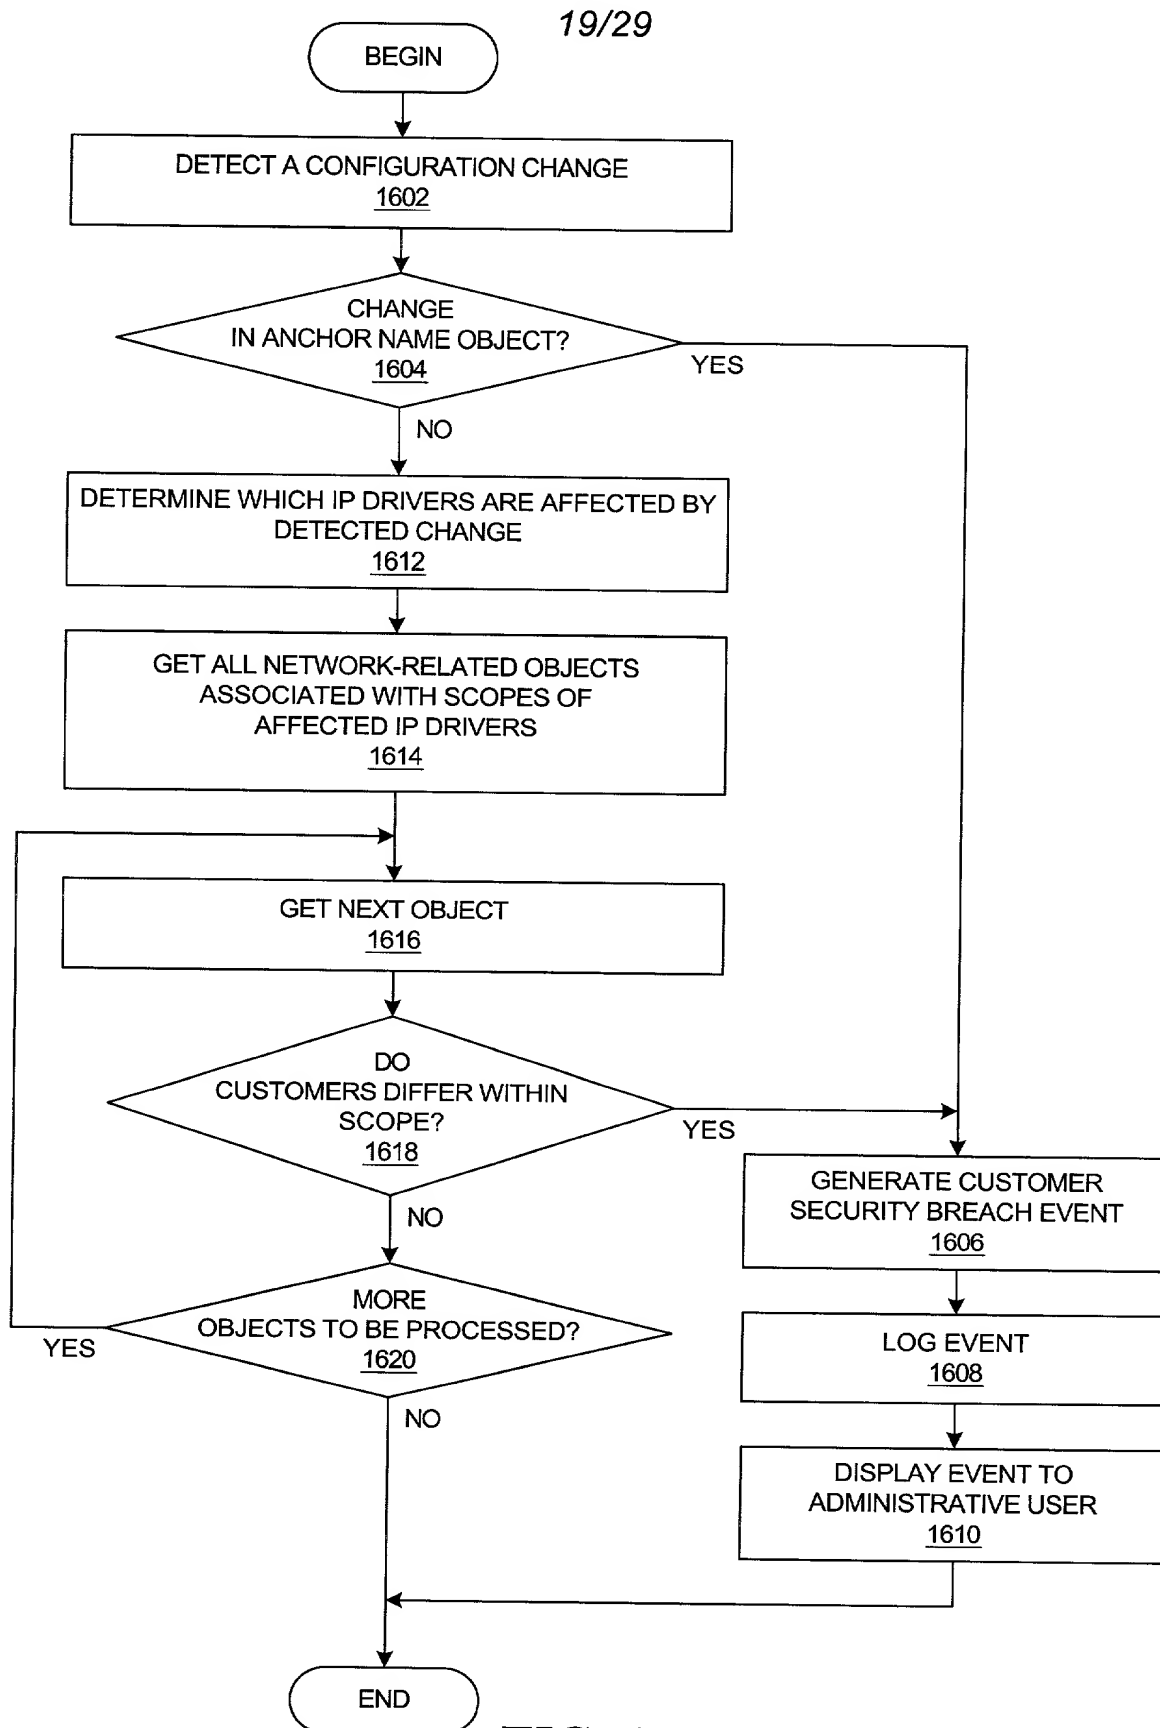 19/29
BEGIN
DETECT A CONFIGURATION CHANGE
1602
CHANGE
IN ANCHOR NAME OBJECT?
1604
YES
NO
DETERMINE WHICH IP DRIVERS ARE AFFECTED BY
DETECTED CHANGE
1612
GET ALL NETWORK-RELATED OBJECTS
ASSOCIATED WITH SCOPES OF
AFFECTED IP DRIVERS
1614
GET NEXT OBJECT
1616
DO
CUSTOMERS DIFFER WITHIN
SCOPE?
1618
YES
NO
GENERATE CUSTOMER
SECURITY BREACH EVENT
1606
MORE
OBJECTS TO BE PROCESSED?
1620
YES
NO
LOG EVENT
1608
DISPLAY EVENT TO
ADMINISTRATIVE USER
1610
END